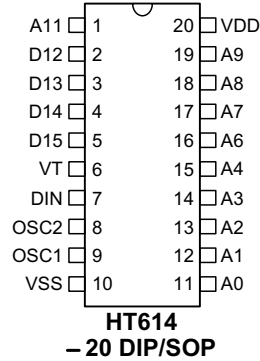 A11 1 20 VDD
D12 2 19 A9
D13 3 18 A8
D14 4 17 A7
D15 5 16 A6
VT 6 15 A4
DIN 7 14 A3
OSC2 8 13 A2
OSC1 9 12 A1
VSS 10 11 A0
HT614
– 20 DIP/SOP